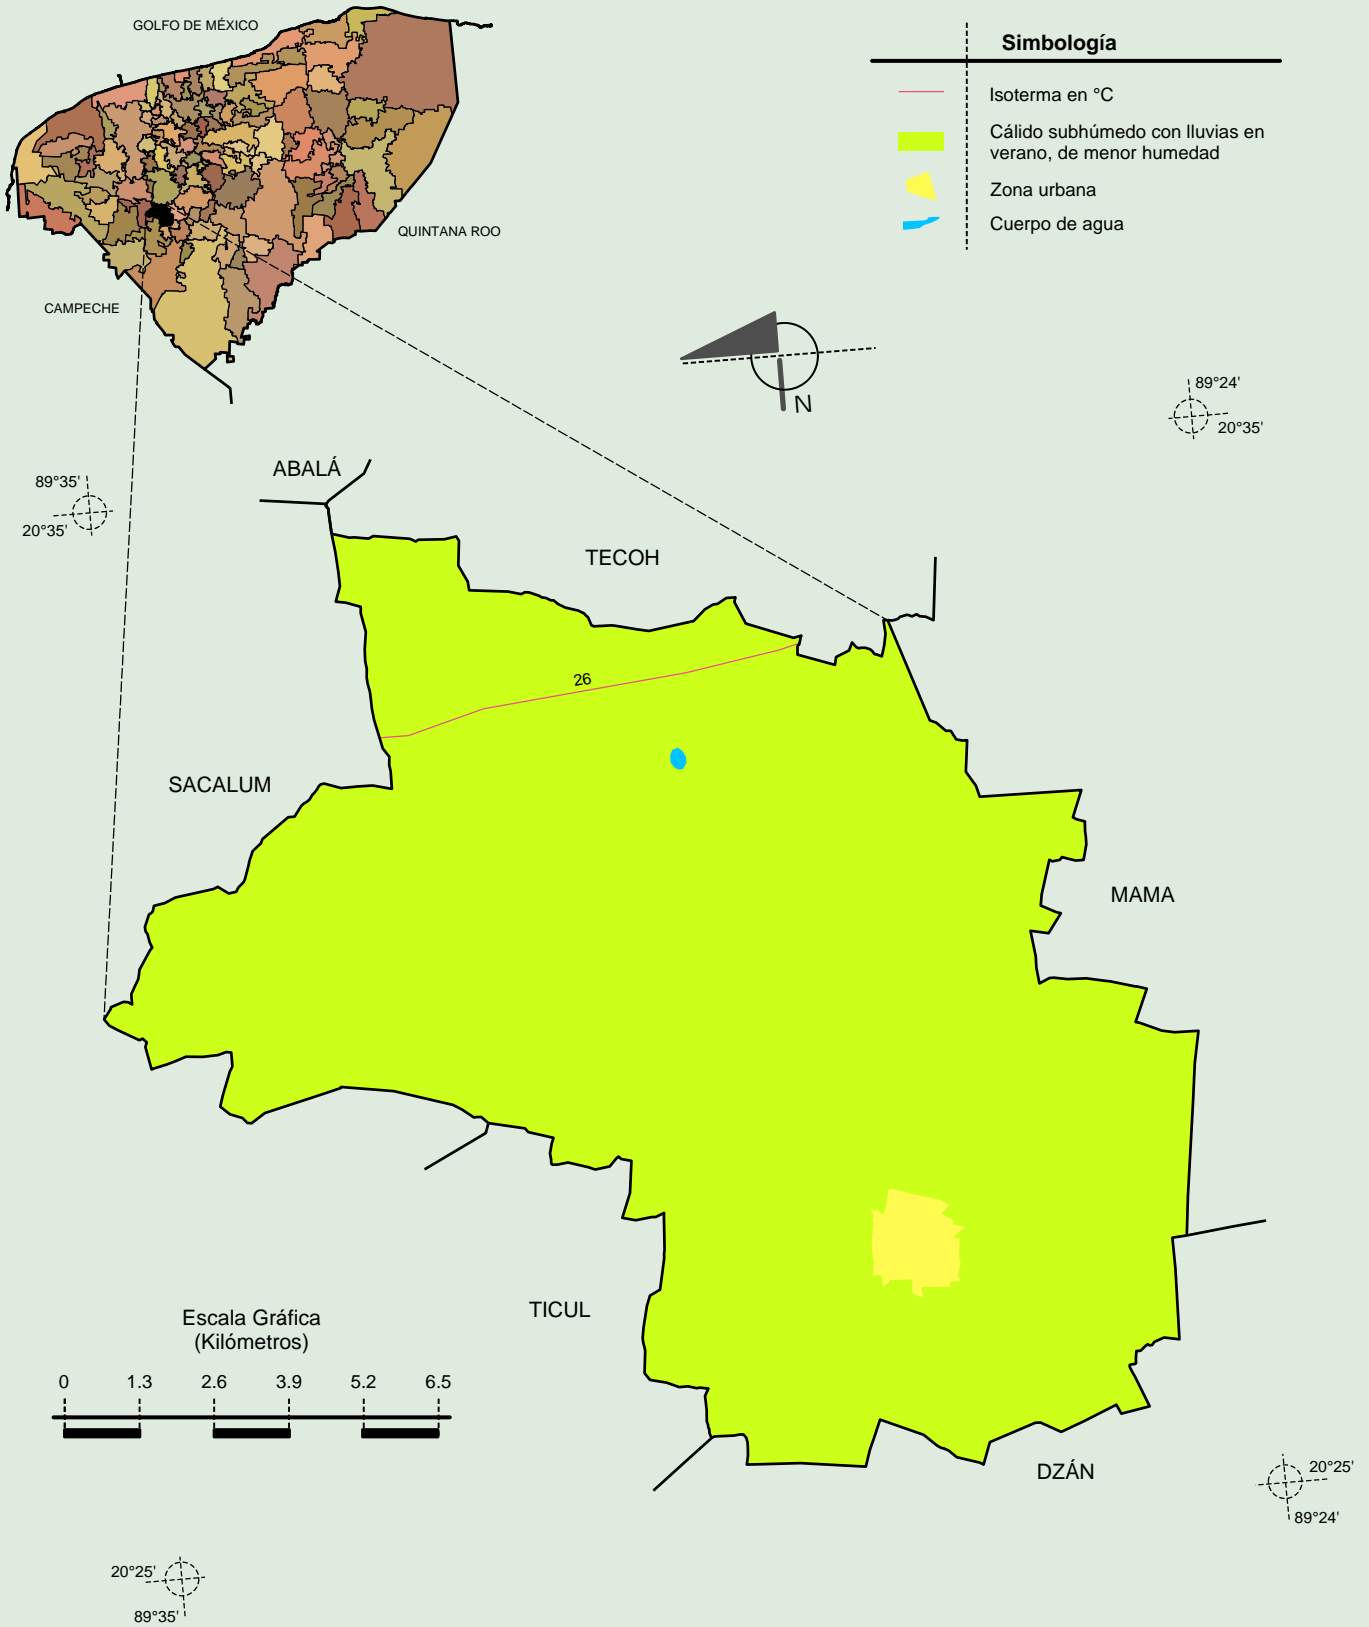 GOLFO DE MÉXICO
QUINTANA ROO
CAMPECHE
Simbología
Isoterma en °C
Cálido subhúmedo con lluvias en
verano, de menor humedad
Zona urbana
Cuerpo de agua
N
89°24'
20°35'
89°35'
20°35'
ABALÁ
TECOH
26
SACALUM
MAMA
TICUL
DZÁN
Escala Gráfica
(Kilómetros)
0 1.3 2.6 3.9 5.2 6.5
20°25'
89°24'
20°25'
89°35'